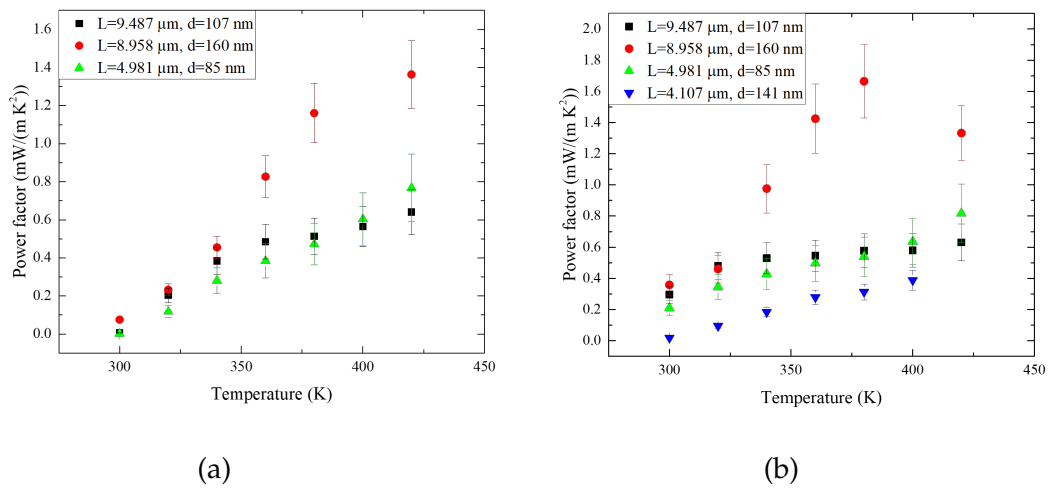 L=9.487 μm, d=107 nm
L=8.958 μm, d=160 nm
L=4.981 μm, d=85 nm
Power factor (mW/(m K²))
1.6
1.4
1.2
1.0
0.8
0.6
0.4
0.2
0.0
300
350
400
450
Temperature (K)
(a)
L=9.487 μm, d=107 nm
L=8.958 μm, d=160 nm
L=4.981 μm, d=85 nm
L=4.107 μm, d=141 nm
Power factor (mW/(m K²))
2.0
1.8
1.6
1.4
1.2
1.0
0.8
0.6
0.4
0.2
0.0
300
350
400
450
Temperature (K)
(b)